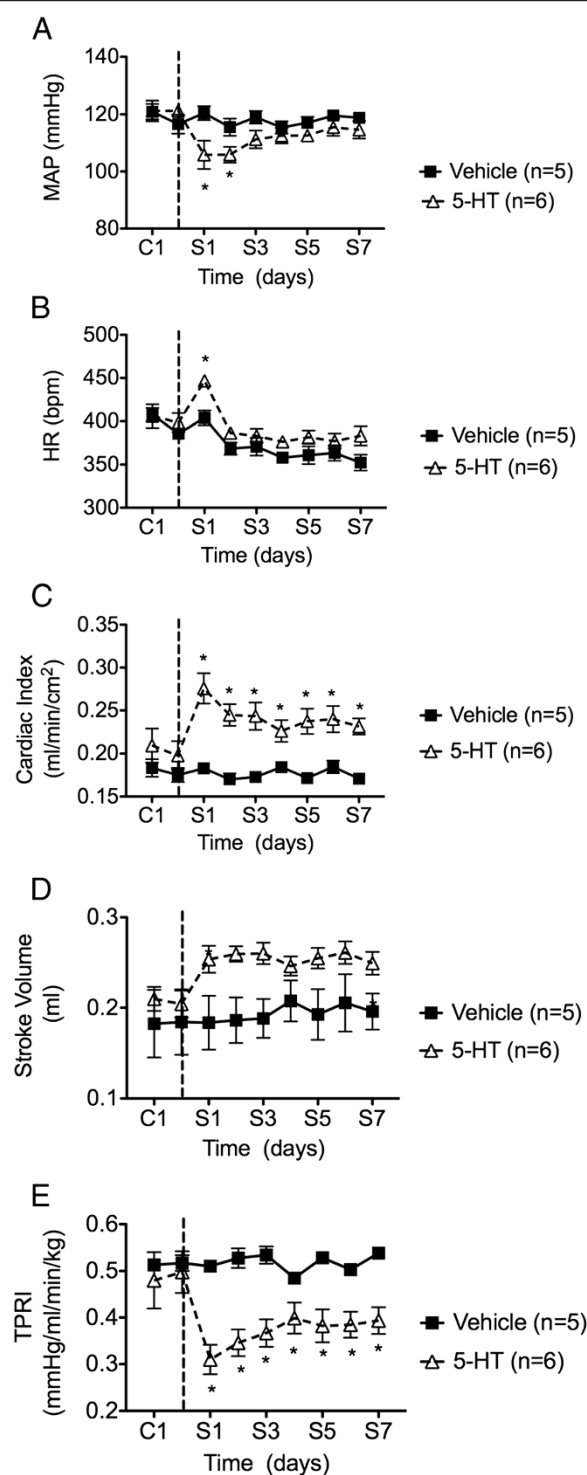 A
MAP (mmHg)
140
120
100
80
*
*
C1 S1 S3 S5 S7
Time (days)
Vehicle (n=5)
5-HT (n=6)
B
HR (bpm)
500
450
400
350
300
*
C1 S1 S3 S5 S7
Time (days)
Vehicle (n=5)
5-HT (n=6)
C
Cardiac Index
(ml/min/cm²)
0.35
0.30
0.25
0.20
0.15
* * * * * * *
C1 S1 S3 S5 S7
Time (days)
Vehicle (n=5)
5-HT (n=6)
D
Stroke Volume
(ml)
0.3
0.2
0.1
C1 S1 S3 S5 S7
Time (days)
Vehicle (n=5)
5-HT (n=6)
E
TPRI
(mmHg/ml/min/kg)
0.6
0.5
0.4
0.3
0.2
* * * * * * *
C1 S1 S3 S5 S7
Time (days)
Vehicle (n=5)
5-HT (n=6)